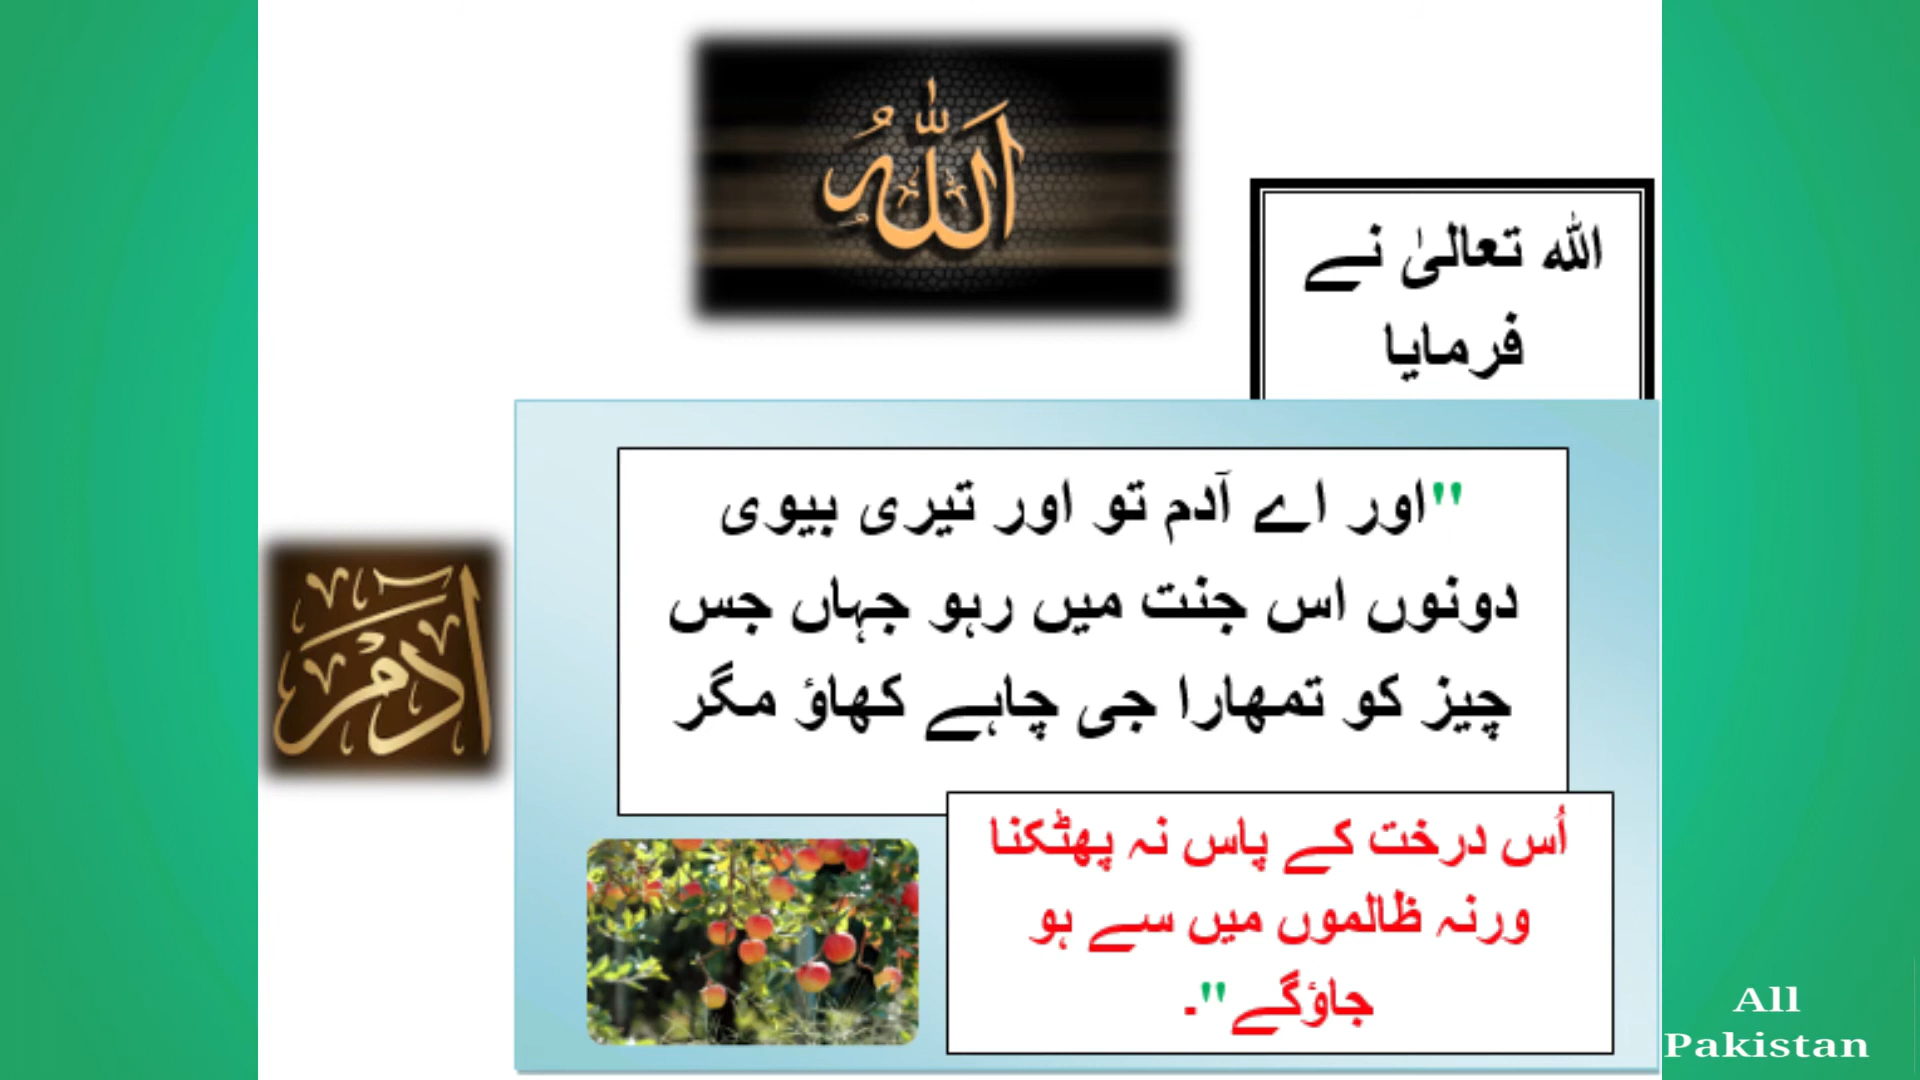 اَللّٰهُ
الله تعالیٰ نے
فرمایا
"اور اے آدم تو اور تیری بیوی
دونوں اس جنت میں رہو جہاں جس
چیز کو تمھارا جی چاہے کھاؤ مگر
آدَمْ
اُس درخت کے پاس نہ پھٹکنا
ورنہ ظالموں میں سے ہو
جاؤگے"۔
All
Pakistan